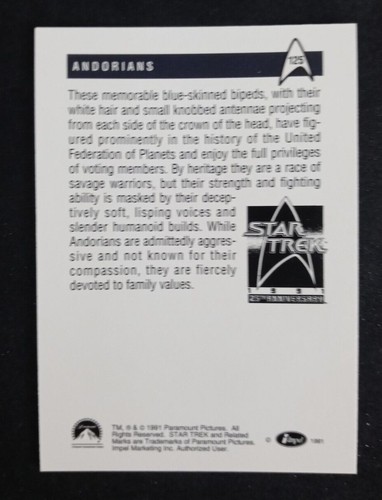 ANDORIANS
125
These memorable blue-skinned bipeds, with their
white hair and small knobbed antennae projecting
from each side of the crown of the head, have fig-
ured prominently in the history of the United
Federation of Planets and enjoy the full privileges
of voting members. By heritage they are a race of
savage warriors, but their strength and fighting
ability is masked by their decep-
tively soft, lisping voices and
slender humanoid builds. While
Andorians are admittedly aggres-
sive and not known for their
compassion, they are fiercely
devoted to family values.
STAR
TREK
1991
25TH ANNIVERSARY
TM, ® & © 1991 Paramount Pictures. All
Rights Reserved. STAR TREK and Related
Marks are Trademarks of Paramount Pictures.
Impel Marketing Inc. Authorized User.
© impel 1991